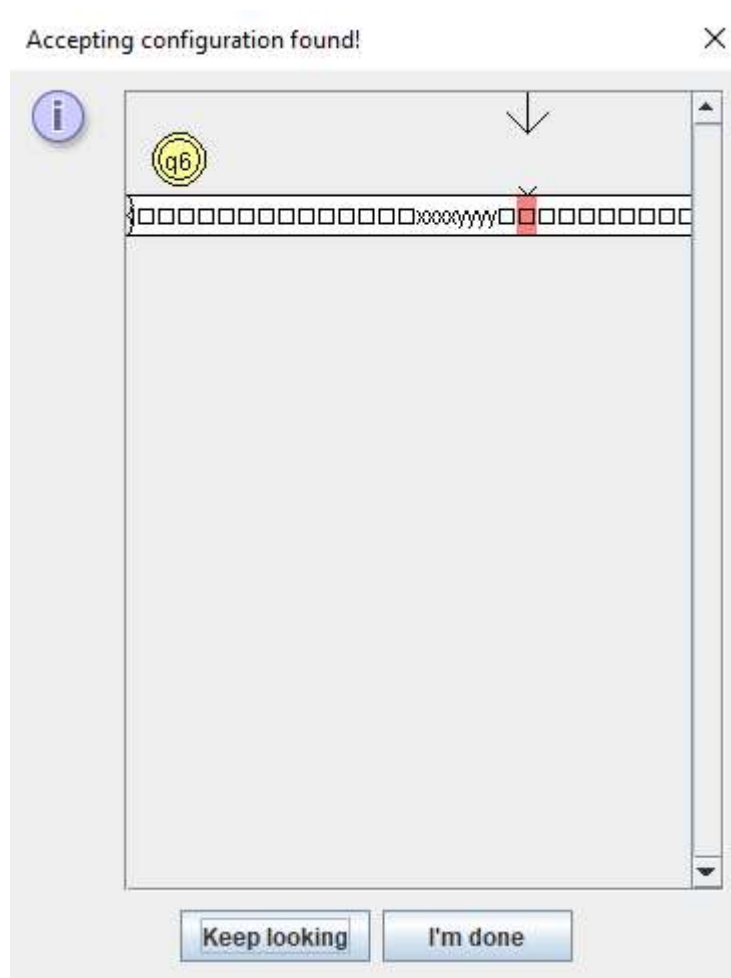 Accepting configuration found!
i
q6
□□□□□□□□□□□□□□xxxxyyyy□□□□□□□□□□
Keep looking
I'm done